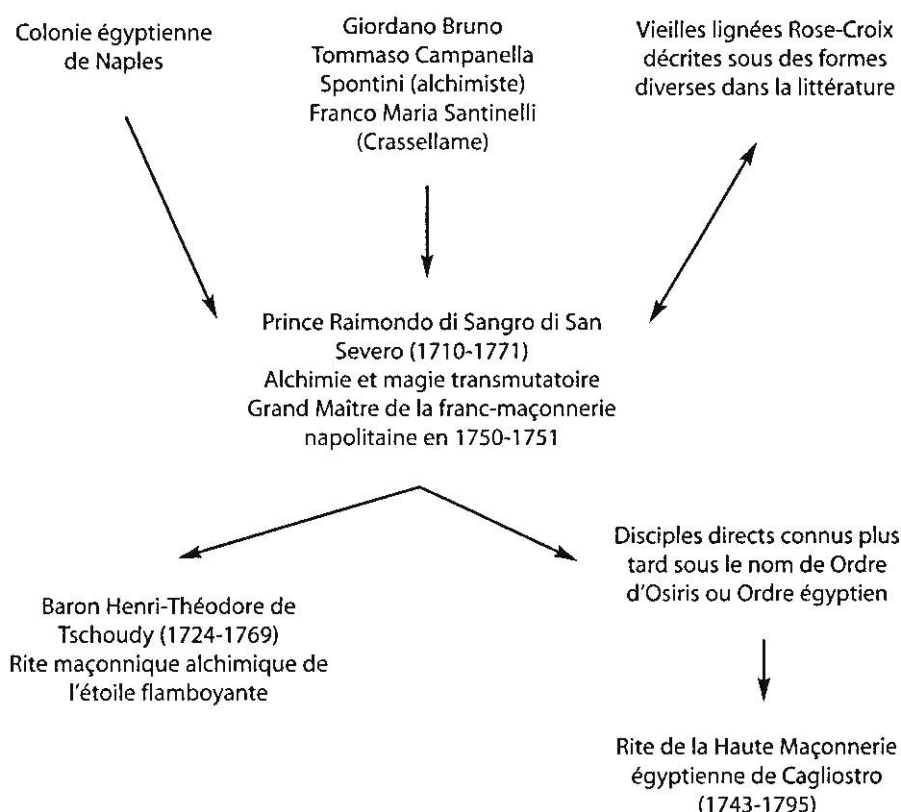 Colonie égyptienne
de Naples
Giordano Bruno
Tommaso Campanella
Spontini (alchimiste)
Franco Maria Santinelli
(Crassellame)
Vieilles lignées Rose-Croix
décrites sous des formes
diverses dans la littérature
Prince Raimondo di Sangro di San
Severo (1710-1771)
Alchimie et magie transmutatoire
Grand Maître de la franc-maçonnerie
napolitaine en 1750-1751
Baron Henri-Théodore de
Tschoudy (1724-1769)
Rite maçonnique alchimique de
l'étoile flamboyante
Disciples directs connus plus
tard sous le nom de Ordre
d'Osiris ou Ordre égyptien
Rite de la Haute Maçonnerie
égyptienne de Cagliostro
(1743-1795)